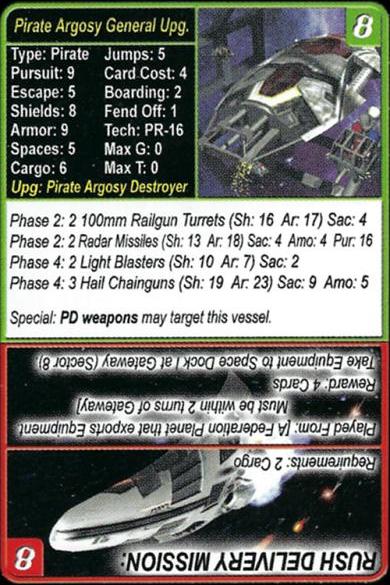 Pirate Argosy General Upg.
8
Type: Pirate Jumps: 5
Pursuit: 9 Card Cost: 4
Escape: 5 Boarding: 2
Shields: 8 Fend Off: 1
Armor: 9 Tech: PR-16
Spaces: 5 Max G: 0
Cargo: 6 Max T: 0
Upg: Pirate Argosy Destroyer
Phase 2: 2 100mm Railgun Turrets (Sh: 16 Ar: 17) Sac: 4
Phase 2: 2 Radar Missiles (Sh: 13 Ar: 18) Sac: 4 Amo: 4 Pur: 16
Phase 4: 2 Light Blasters (Sh: 10 Ar: 7) Sac: 2
Phase 4: 3 Hail Chainguns (Sh: 19 Ar: 23) Sac: 9 Amo: 5
Special: PD weapons may target this vessel.
RUSH DELIVERY MISSION:
8
Requirements: 2 Cargo
Played From: [A Federation Planet that exports Equipment
Must be within 2 turns of Gateway]
Reward: 4 Cards
Take Equipment to Space Dock 1 at Gateway (Sector 8)